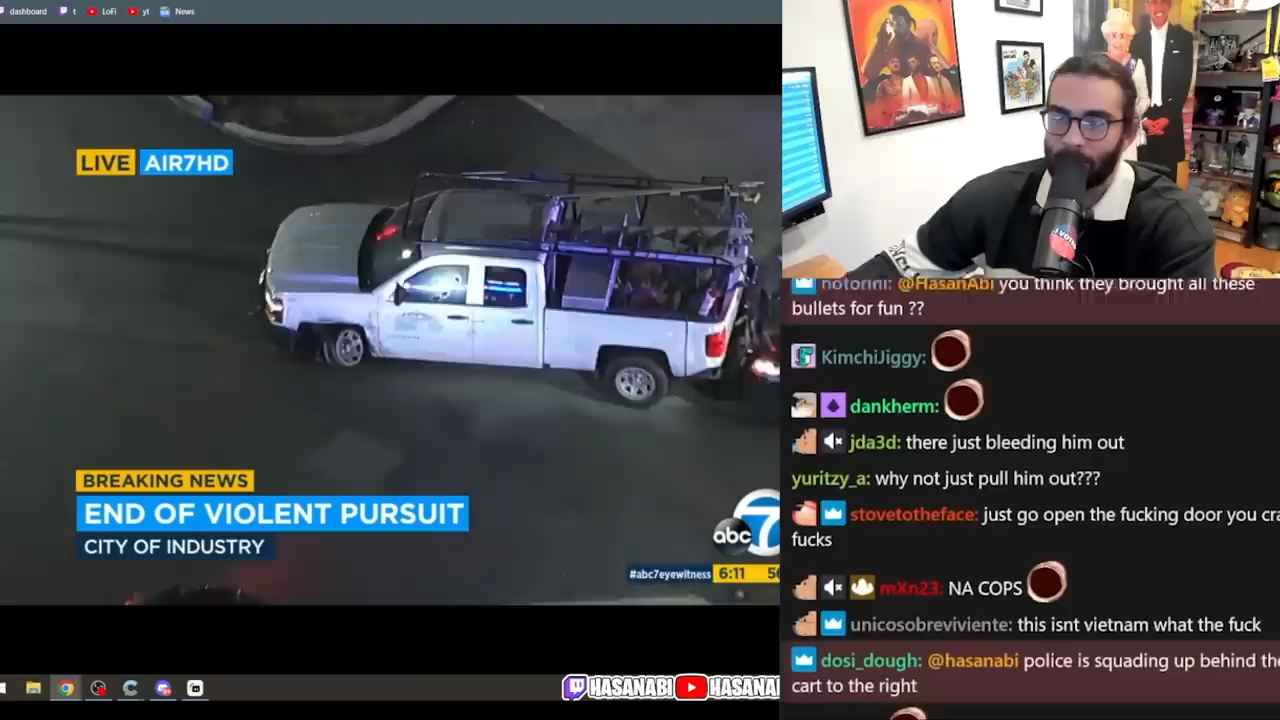 dashboard
t
LoFi
yt
News
LIVE AIR7HD
BREAKING NEWS
END OF VIOLENT PURSUIT
CITY OF INDUSTRY
abc 7
#abc7eyewitness 6:11 56
HASANABI HASANA
notorini: @HasanAbi you think they brought all these
bullets for fun ??
KimchiJiggy:
dankherm:
jda3d: there just bleeding him out
yuritzy_a: why not just pull him out???
stovetotheface: just go open the fucking door you cra
fucks
mXn23: NA COPS
unicosobreviviente: this isnt vietnam what the fuck
dosi_dough: @hasanabi police is squading up behind the
cart to the right